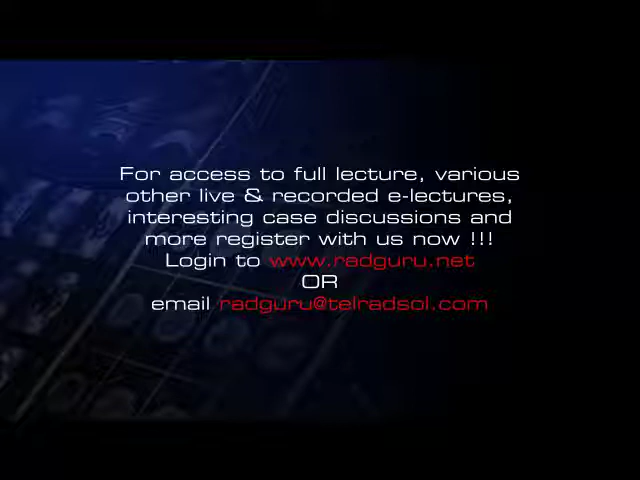 For access to full lecture, various
other live & recorded e-lectures,
interesting case discussions and
more register with us now !!!
Login to www.radguru.net
OR
email radguru@telradsol.com